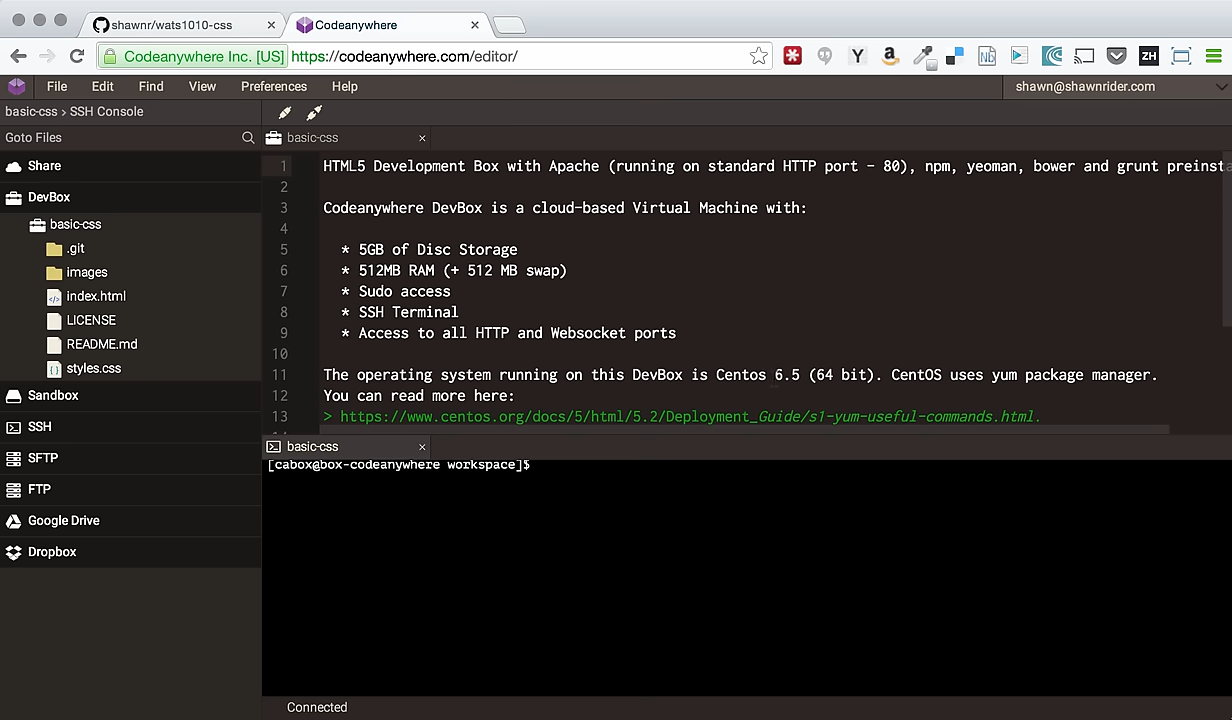 shawnr/wats1010-css ×
Codeanywhere ×
Codeanywhere Inc. [US] https://codeanywhere.com/editor/
File Edit Find View Preferences Help
shawn@shawnrider.com
basic-css > SSH Console
Goto Files
basic-css ×
Share
DevBox
basic-css
.git
images
index.html
LICENSE
README.md
styles.css
Sandbox
SSH
SFTP
FTP
Google Drive
Dropbox
1 HTML5 Development Box with Apache (running on standard HTTP port - 80), npm, yeoman, bower and grunt preinsta
2
3 Codeanywhere DevBox is a cloud-based Virtual Machine with:
4
5 * 5GB of Disc Storage
6 * 512MB RAM (+ 512 MB swap)
7 * Sudo access
8 * SSH Terminal
9 * Access to all HTTP and Websocket ports
10
11 The operating system running on this DevBox is Centos 6.5 (64 bit). CentOS uses yum package manager.
12 You can read more here:
13 > https://www.centos.org/docs/5/html/5.2/Deployment_Guide/s1-yum-useful-commands.html.
basic-css ×
[cabox@box-codeanywhere workspace]$
Connected